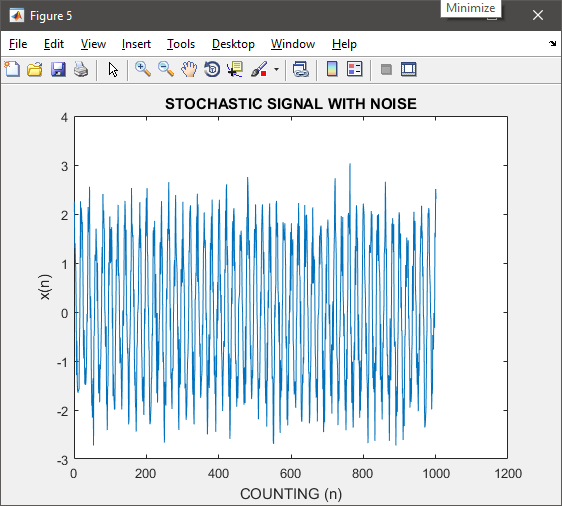 Minimize
Figure 5
File Edit View Insert Tools Desktop Window Help
STOCHASTIC SIGNAL WITH NOISE
4
3
2
1
0
-1
-2
-3
x(n)
0 200 400 600 800 1000 1200
COUNTING (n)